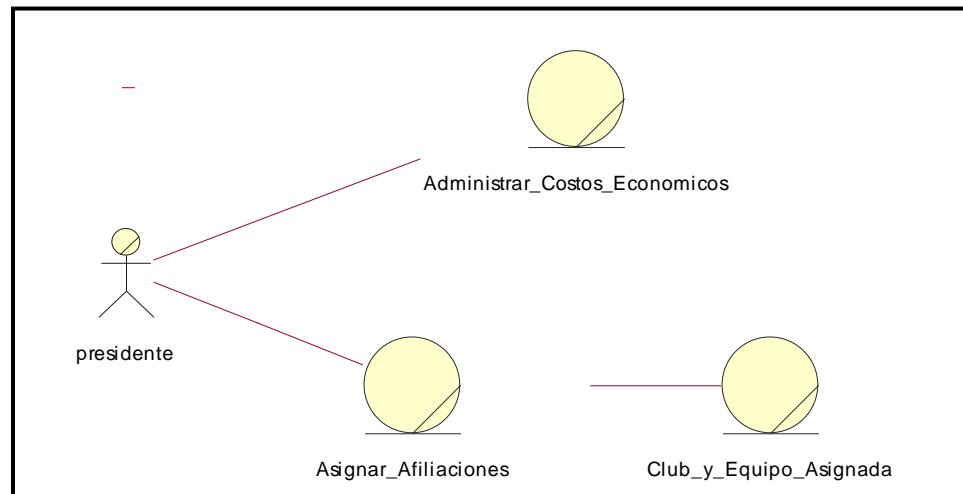 Administrar_Costos_Economicos
presidente
Asignar_Afiliaciones
Club_y_Equipo_Asignada